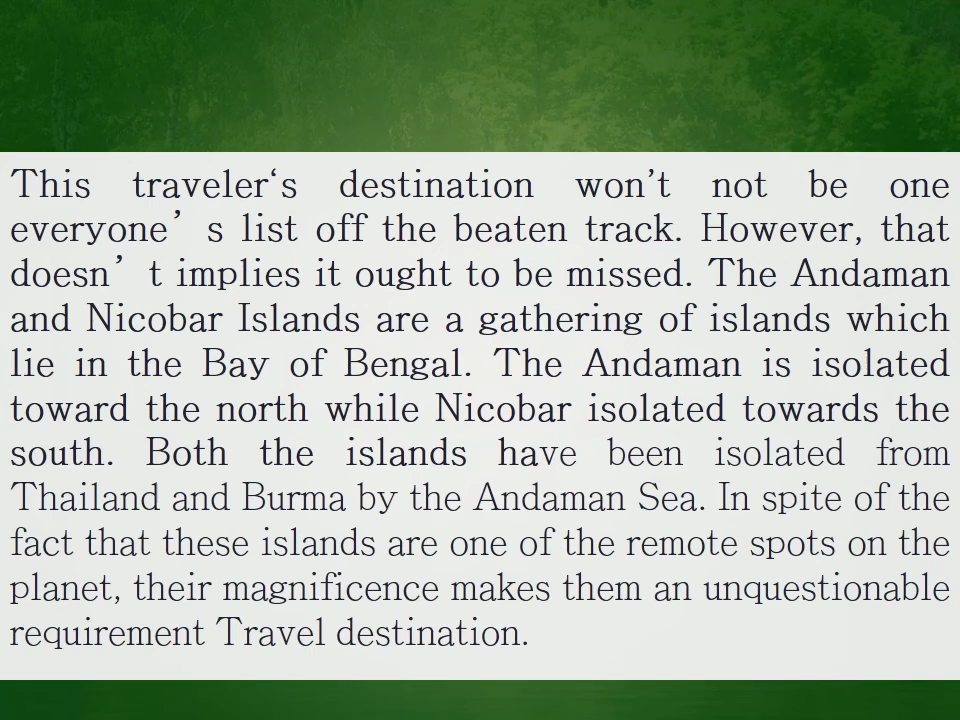 This traveler‘s destination won’t not be one
everyone’s list off the beaten track. However, that
doesn’t implies it ought to be missed. The Andaman
and Nicobar Islands are a gathering of islands which
lie in the Bay of Bengal. The Andaman is isolated
toward the north while Nicobar isolated towards the
south. Both the islands have been isolated from
Thailand and Burma by the Andaman Sea. In spite of the
fact that these islands are one of the remote spots on the
planet, their magnificence makes them an unquestionable
requirement Travel destination.